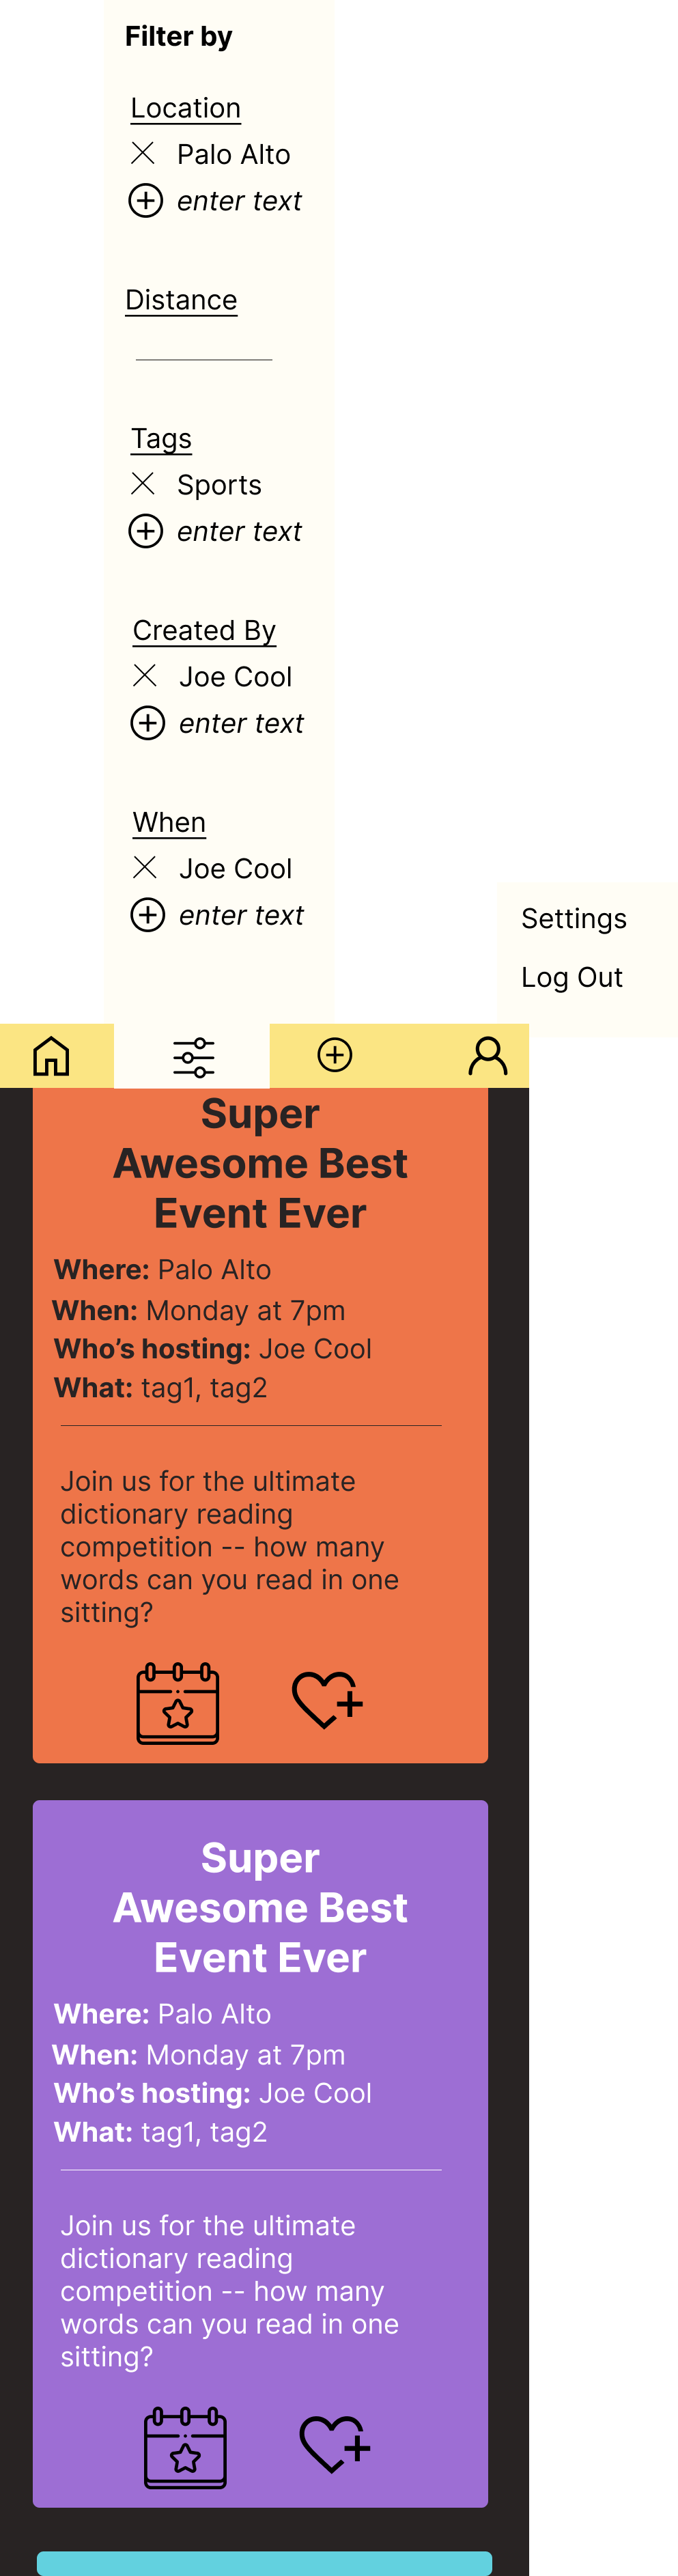 Filter by
Location
Palo Alto
enter text
Distance
Tags
Sports
enter text
Created By
Joe Cool
enter text
When
Joe Cool
enter text
Settings
Log Out
Super
Awesome Best
Event Ever
Where: Palo Alto
When: Monday at 7pm
Who’s hosting: Joe Cool
What: tag1, tag2
Join us for the ultimate
dictionary reading
competition -- how many
words can you read in one
sitting?
Super
Awesome Best
Event Ever
Where: Palo Alto
When: Monday at 7pm
Who’s hosting: Joe Cool
What: tag1, tag2
Join us for the ultimate
dictionary reading
competition -- how many
words can you read in one
sitting?